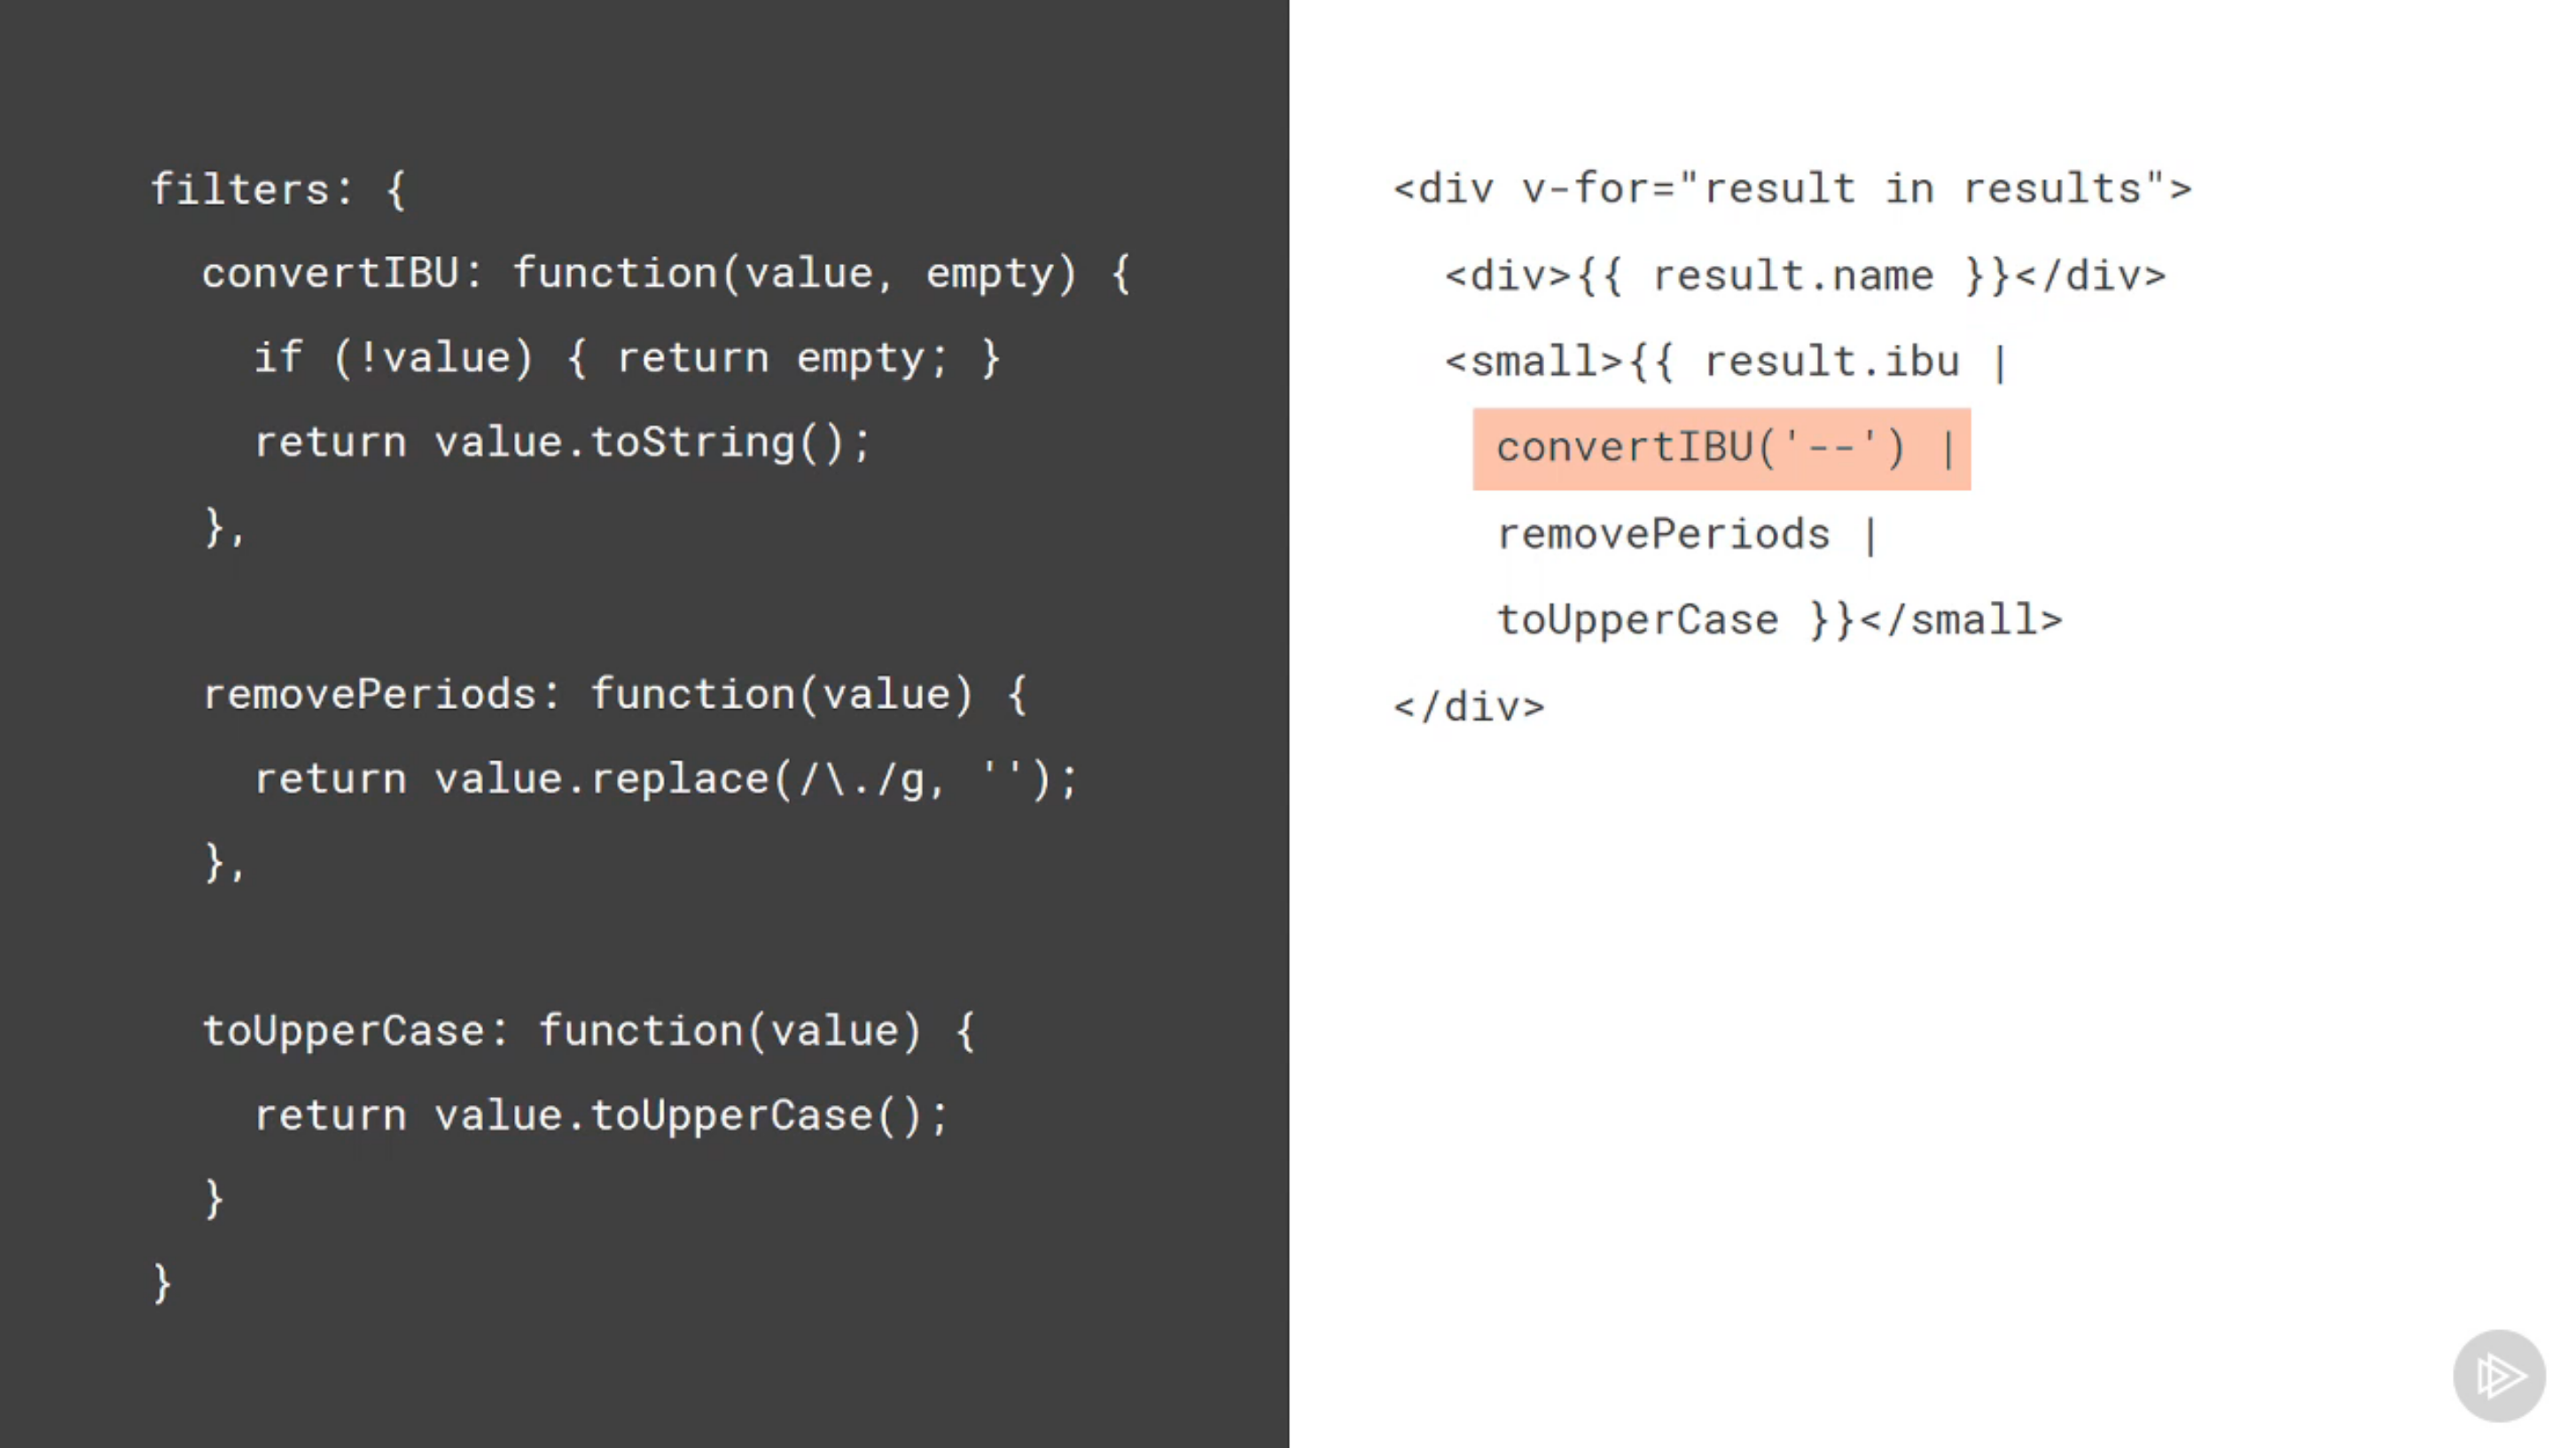 filters: {
convertIBU: function(value, empty) {
if (!value) { return empty; }
return value.toString();
},
removePeriods: function(value) {
return value.replace(/\./g, '');
},
toUpperCase: function(value) {
return value.toUpperCase();
}
}
<div v-for="result in results">
<div>{{ result.name }}</div>
<small>{{ result.ibu |
convertIBU('--') |
removePeriods |
toUpperCase }}</small>
</div>